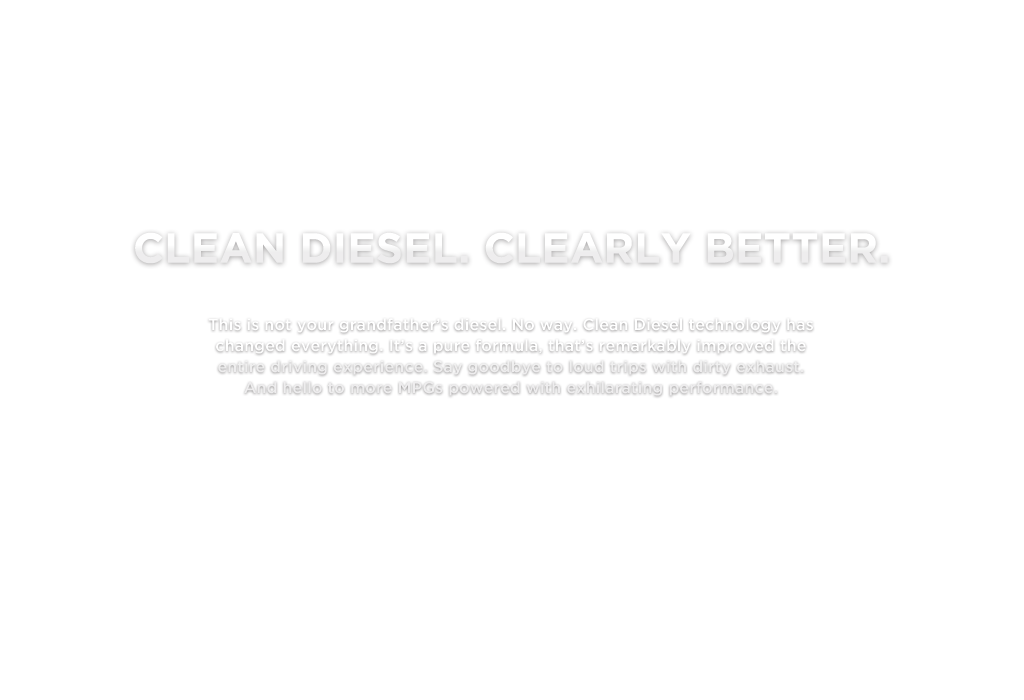 CLEAN DIESEL. CLEARLY BETTER.
This is not your grandfather's diesel. No way. Clean Diesel technology has
changed everything. It's a pure formula, that's remarkably improved the
entire driving experience. Say goodbye to loud trips with dirty exhaust.
And hello to more MPGs powered with exhilarating performance.